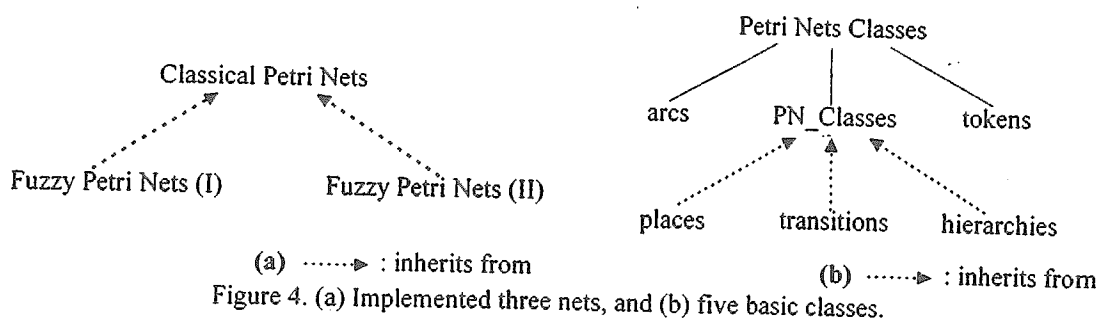 Classical Petri Nets
Fuzzy Petri Nets (I)
Fuzzy Petri Nets (II)
(a) : inherits from
Petri Nets Classes
arcs
PN_Classes
tokens
places
transitions
hierarchies
(b) : inherits from
Figure 4. (a) Implemented three nets, and (b) five basic classes.